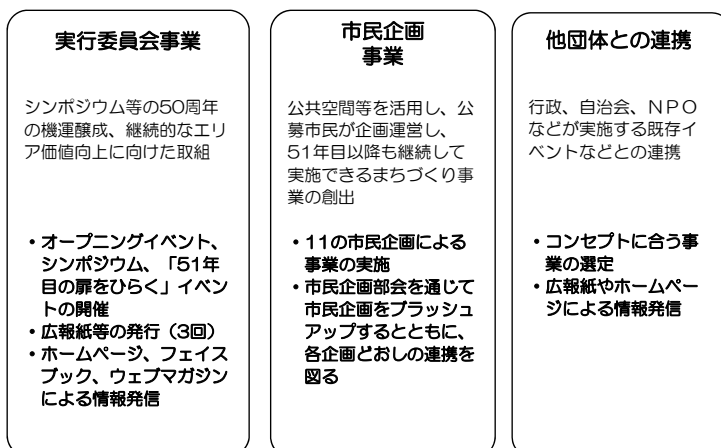 実行委員会事業
シンポジウム等の50周年
の機運醸成、継続的なエリ
ア価値向上に向けた取組
・オープニングイベント、
シンポジウム、「51年
目の扉をひらく」イベン
トの開催
・広報紙等の発行（3回）
・ホームページ、フェイス
ブック、ウェブマガジン
による情報発信
市民企画
事業
公共空間等を活用し、公
募市民が企画運営し、
51年目以降も継続して
実施できるまちづくり事
業の創出
・11の市民企画による
事業の実施
・市民企画部会を通じて
市民企画をブラッシュ
アップするとともに、
各企画どおしの連携を
図る
他団体との連携
行政、自治会、ＮＰＯ
などが実施する既存イ
ベントなどとの連携
・コンセプトに合う事
業の選定
・広報紙やホームペー
ジによる情報発信